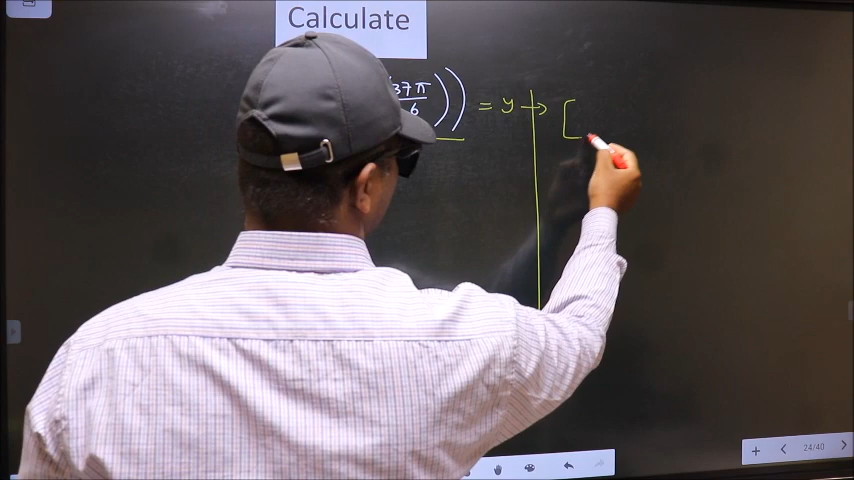 Calculate
37π/6)) = y → [
24/40